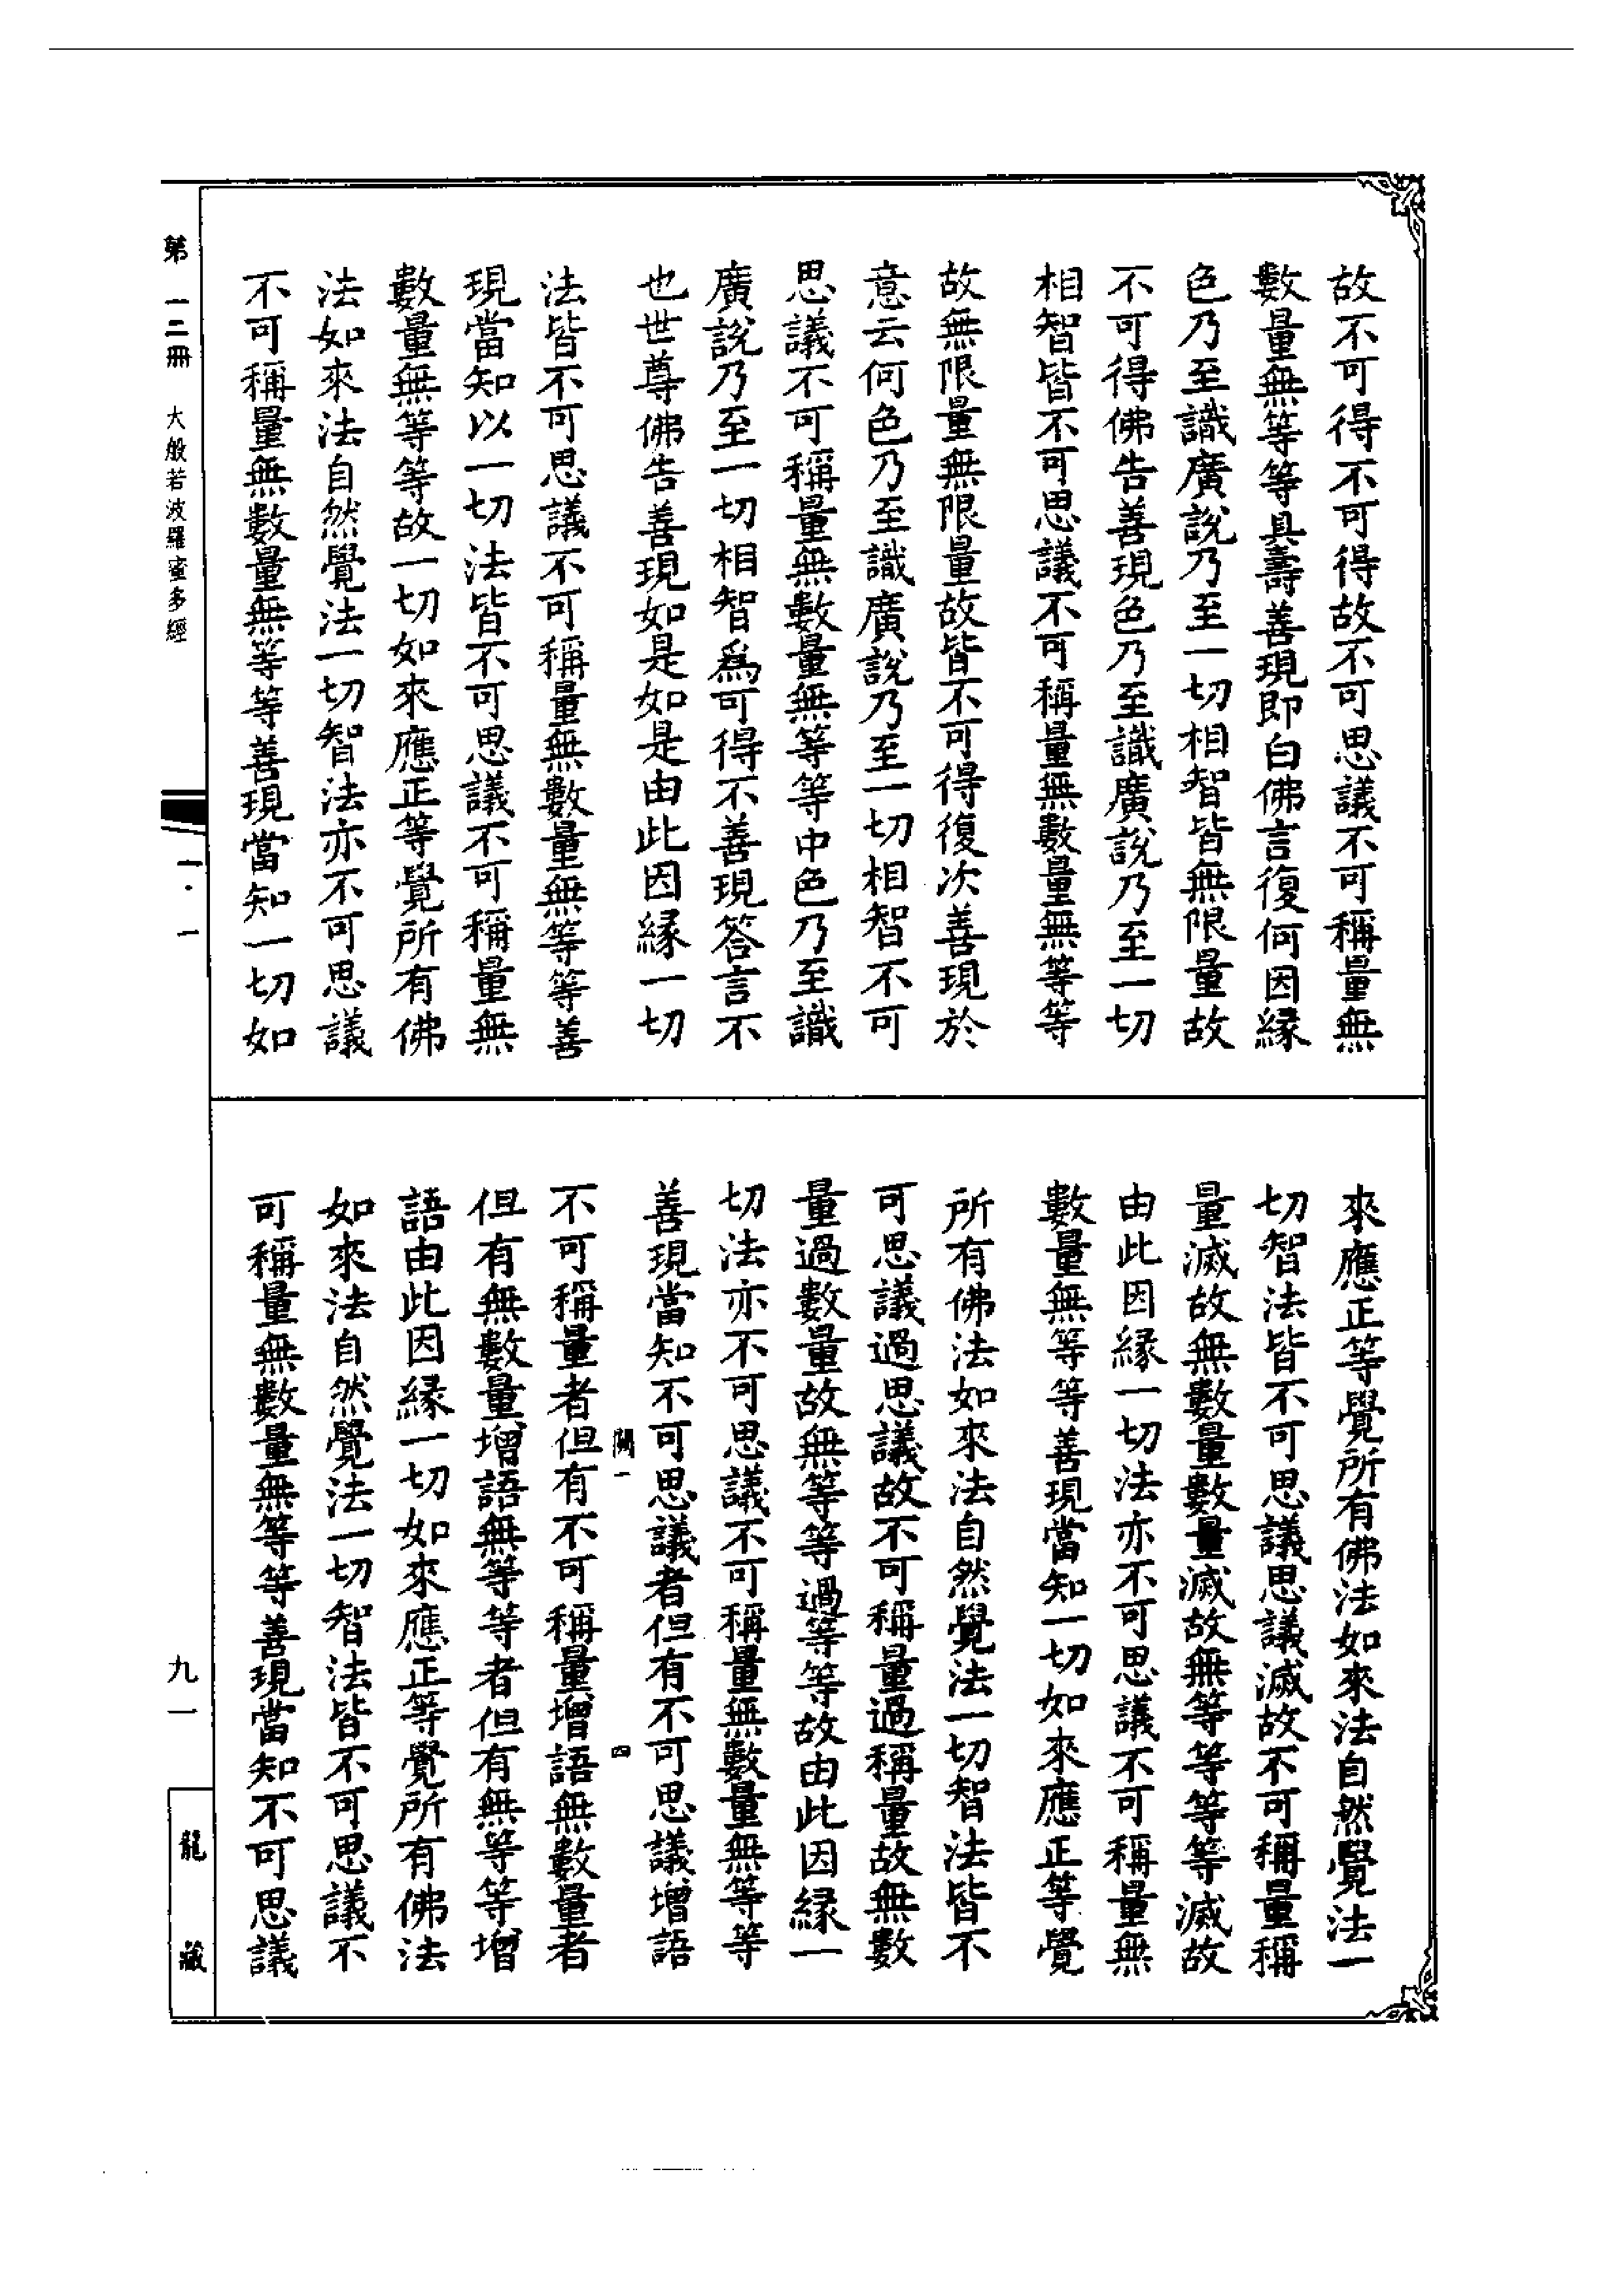 故不可得不可得故不可思議不可稱量無
數量無等等具壽善現即白佛言復何因縁
色乃至識廣說乃至一切相智皆無限量故
不可得佛告善現色乃至識廣說乃至一切
相智皆不可思議不可稱量無數量無等等
故無限量無限量故皆不可得復次善現於
意云何色乃至識廣說乃至一切相智不可
思議不可稱量無數量無等等中色乃至識
廣說乃至一切相智爲可得不善現答言不
也世尊佛告善現如是如是由此因縁一切
法皆不可思議不可稱量無數量無等等善
現當知以一切法皆不可思議不可稱量無
數量無等等故一切如來應正等覺所有佛
法如來法自然覺法一切智法亦不可思議
不可稱量無數量無等等善現當知一切如
來應正等覺所有佛法如來法自然覺法一
切智法皆不可思議思議滅故不可稱量稱
量滅故無數量數量滅故無等等等等滅故
由此因縁一切法亦不可思議不可稱量無
數量無等等善現當知一切如來應正等覺
所有佛法如來法自然覺法一切智法皆不
可思議過思議故不可稱量過稱量故無數
量過數量故無等等過等等故由此因縁一
切法亦不可思議不可稱量無數量無等等
善現當知不可思議者但有不可思議增語
闕一 四
不可稱量者但有不可稱量增語無數量者
但有無數量增語無等等者但有無等等增
語由此因縁一切如來應正等覺所有佛法
如來法自然覺法一切智法皆不可思議不
可稱量無數量無等等善現當知不可思議
第一二冊 大般若波羅蜜多經
一·一
九一
龍藏